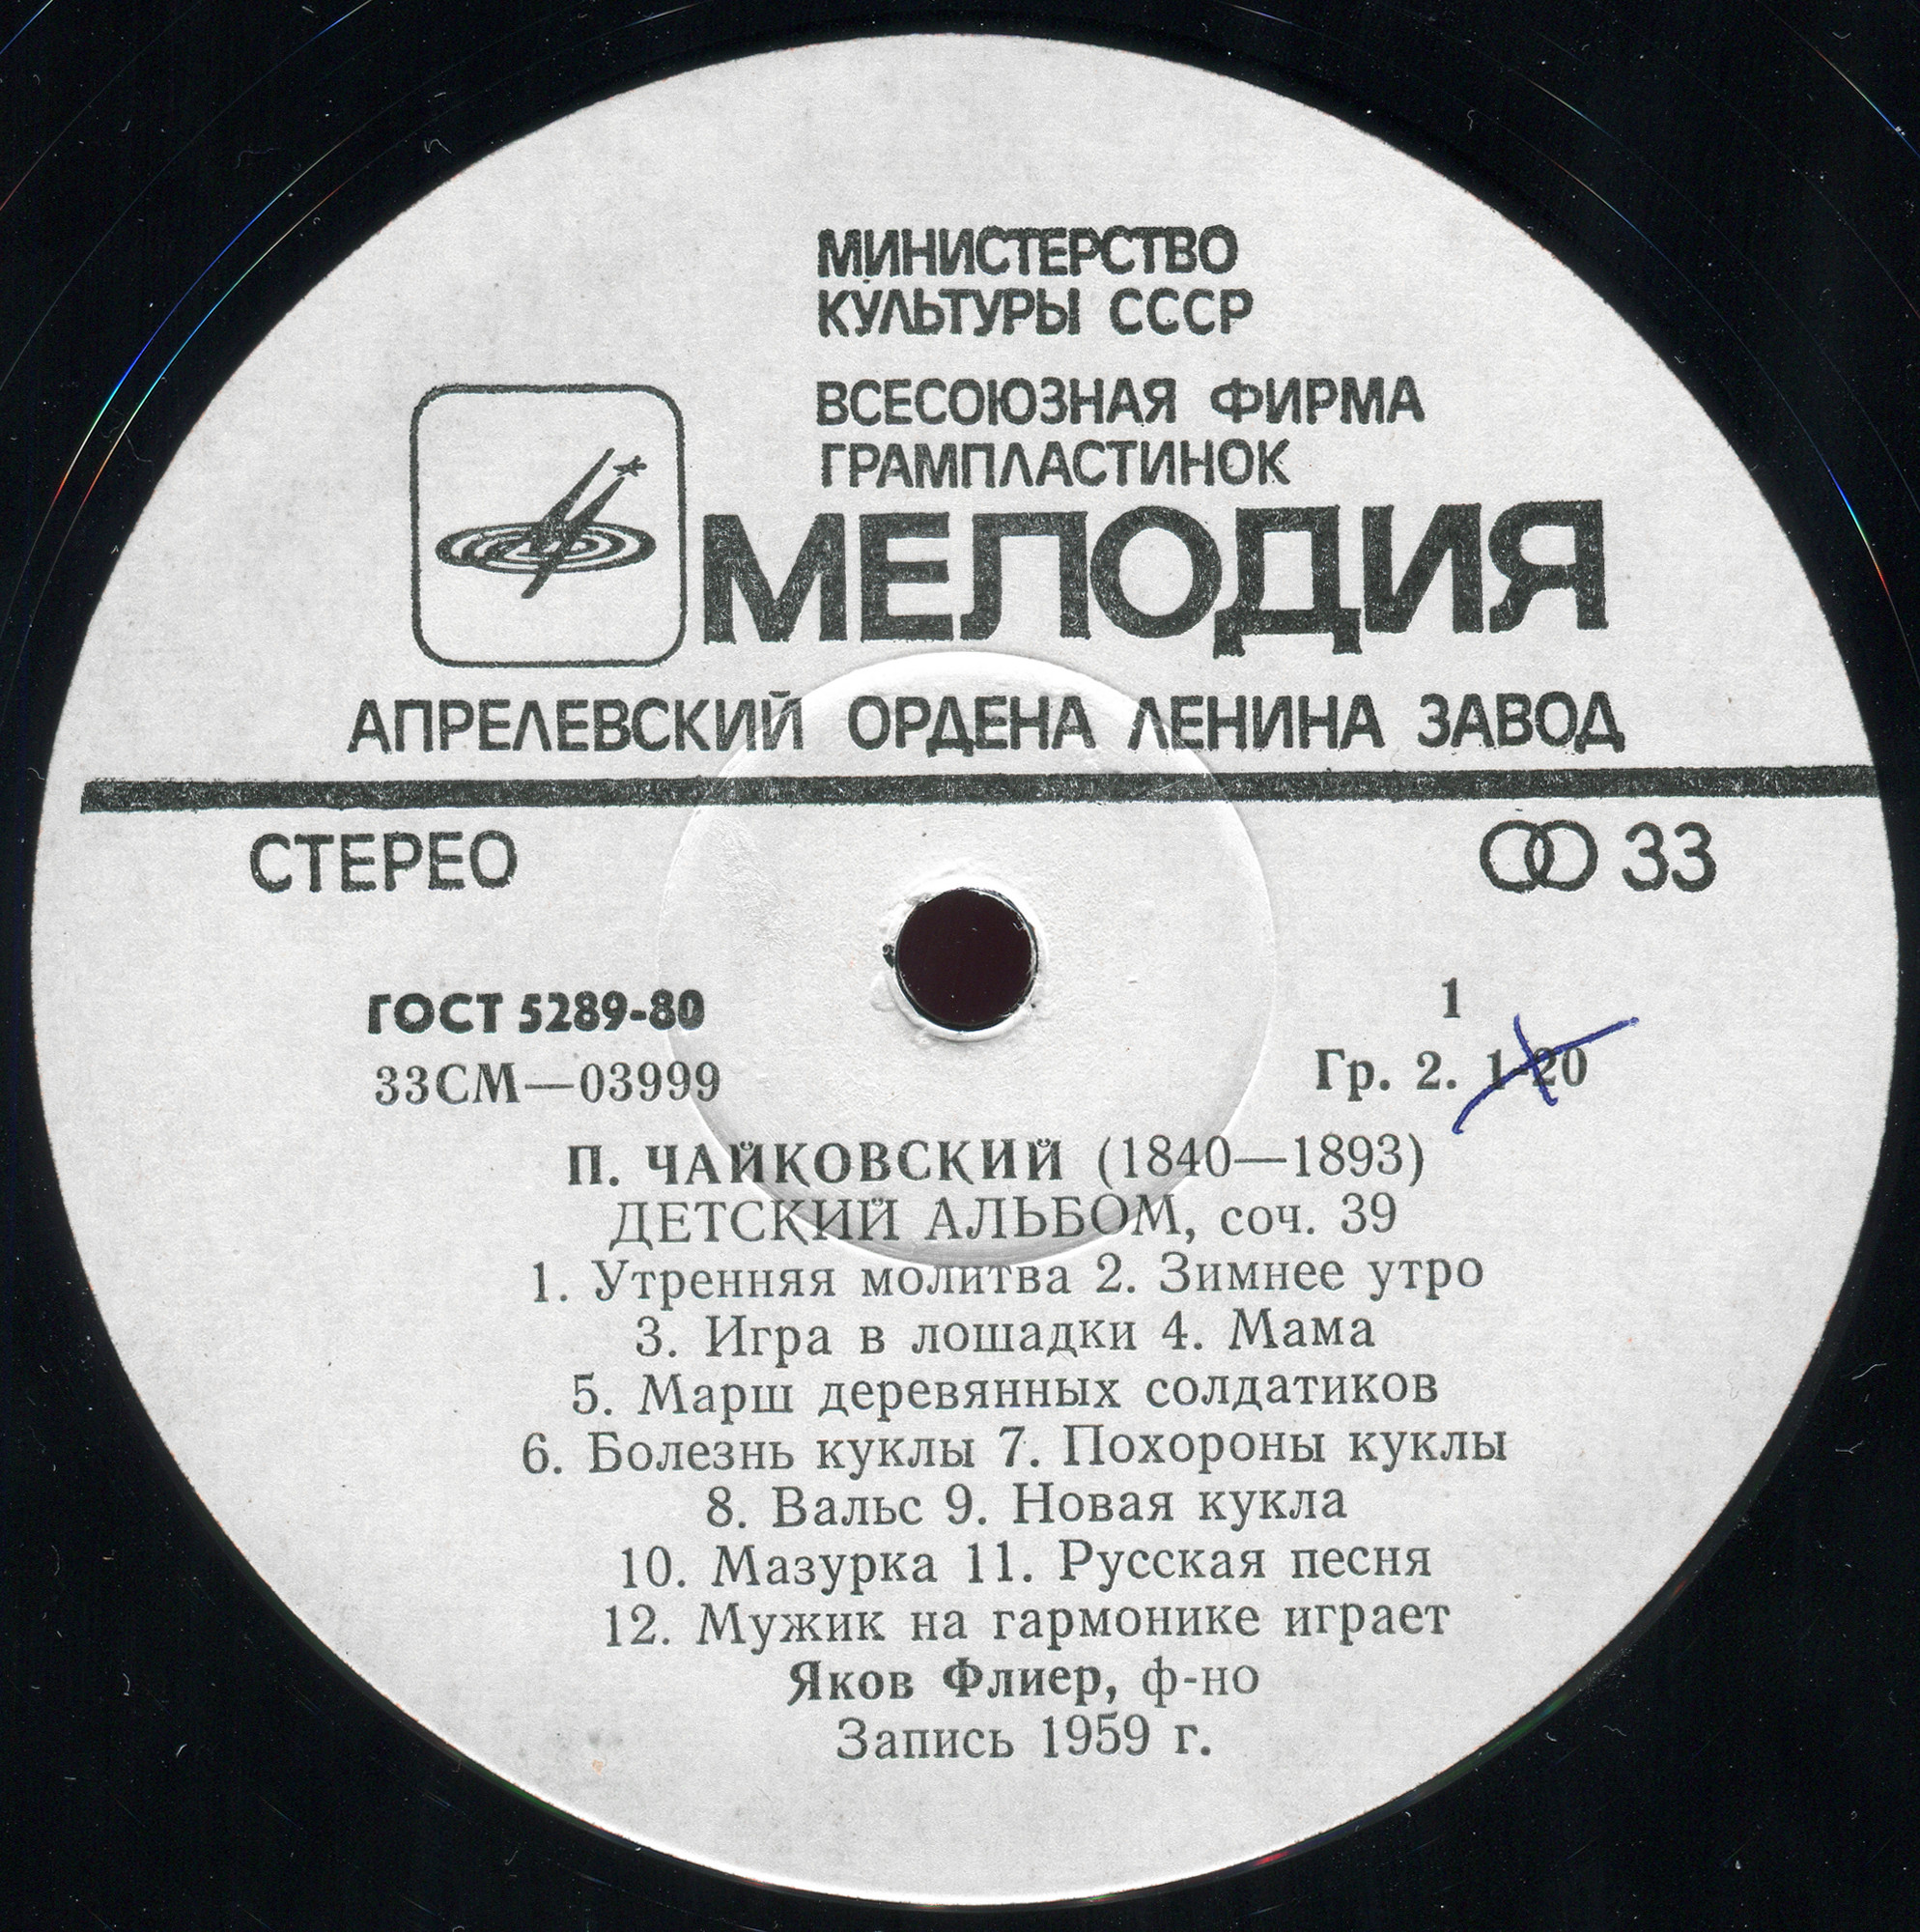 МИНИСТЕРСТВО
КУЛЬТУРЫ СССР
ВСЕСОЮЗНАЯ ФИРМА
ГРАМПЛАСТИНОК
МЕЛОДИЯ
АПРЕЛЕВСКИЙ ОРДЕНА ЛЕНИНА ЗАВОД
СТЕРЕО
33
ГОСТ 5289-80
1
33СМ—03999
Гр. 2. 1-20
П. ЧАЙКОВСКИЙ (1840—1893)
ДЕТСКИЙ АЛЬБОМ, соч. 39
1. Утренняя молитва 2. Зимнее утро
3. Игра в лошадки 4. Мама
5. Марш деревянных солдатиков
6. Болезнь куклы 7. Похороны куклы
8. Вальс 9. Новая кукла
10. Мазурка 11. Русская песня
12. Мужик на гармонике играет
Яков Флиер, ф-но
Запись 1959 г.